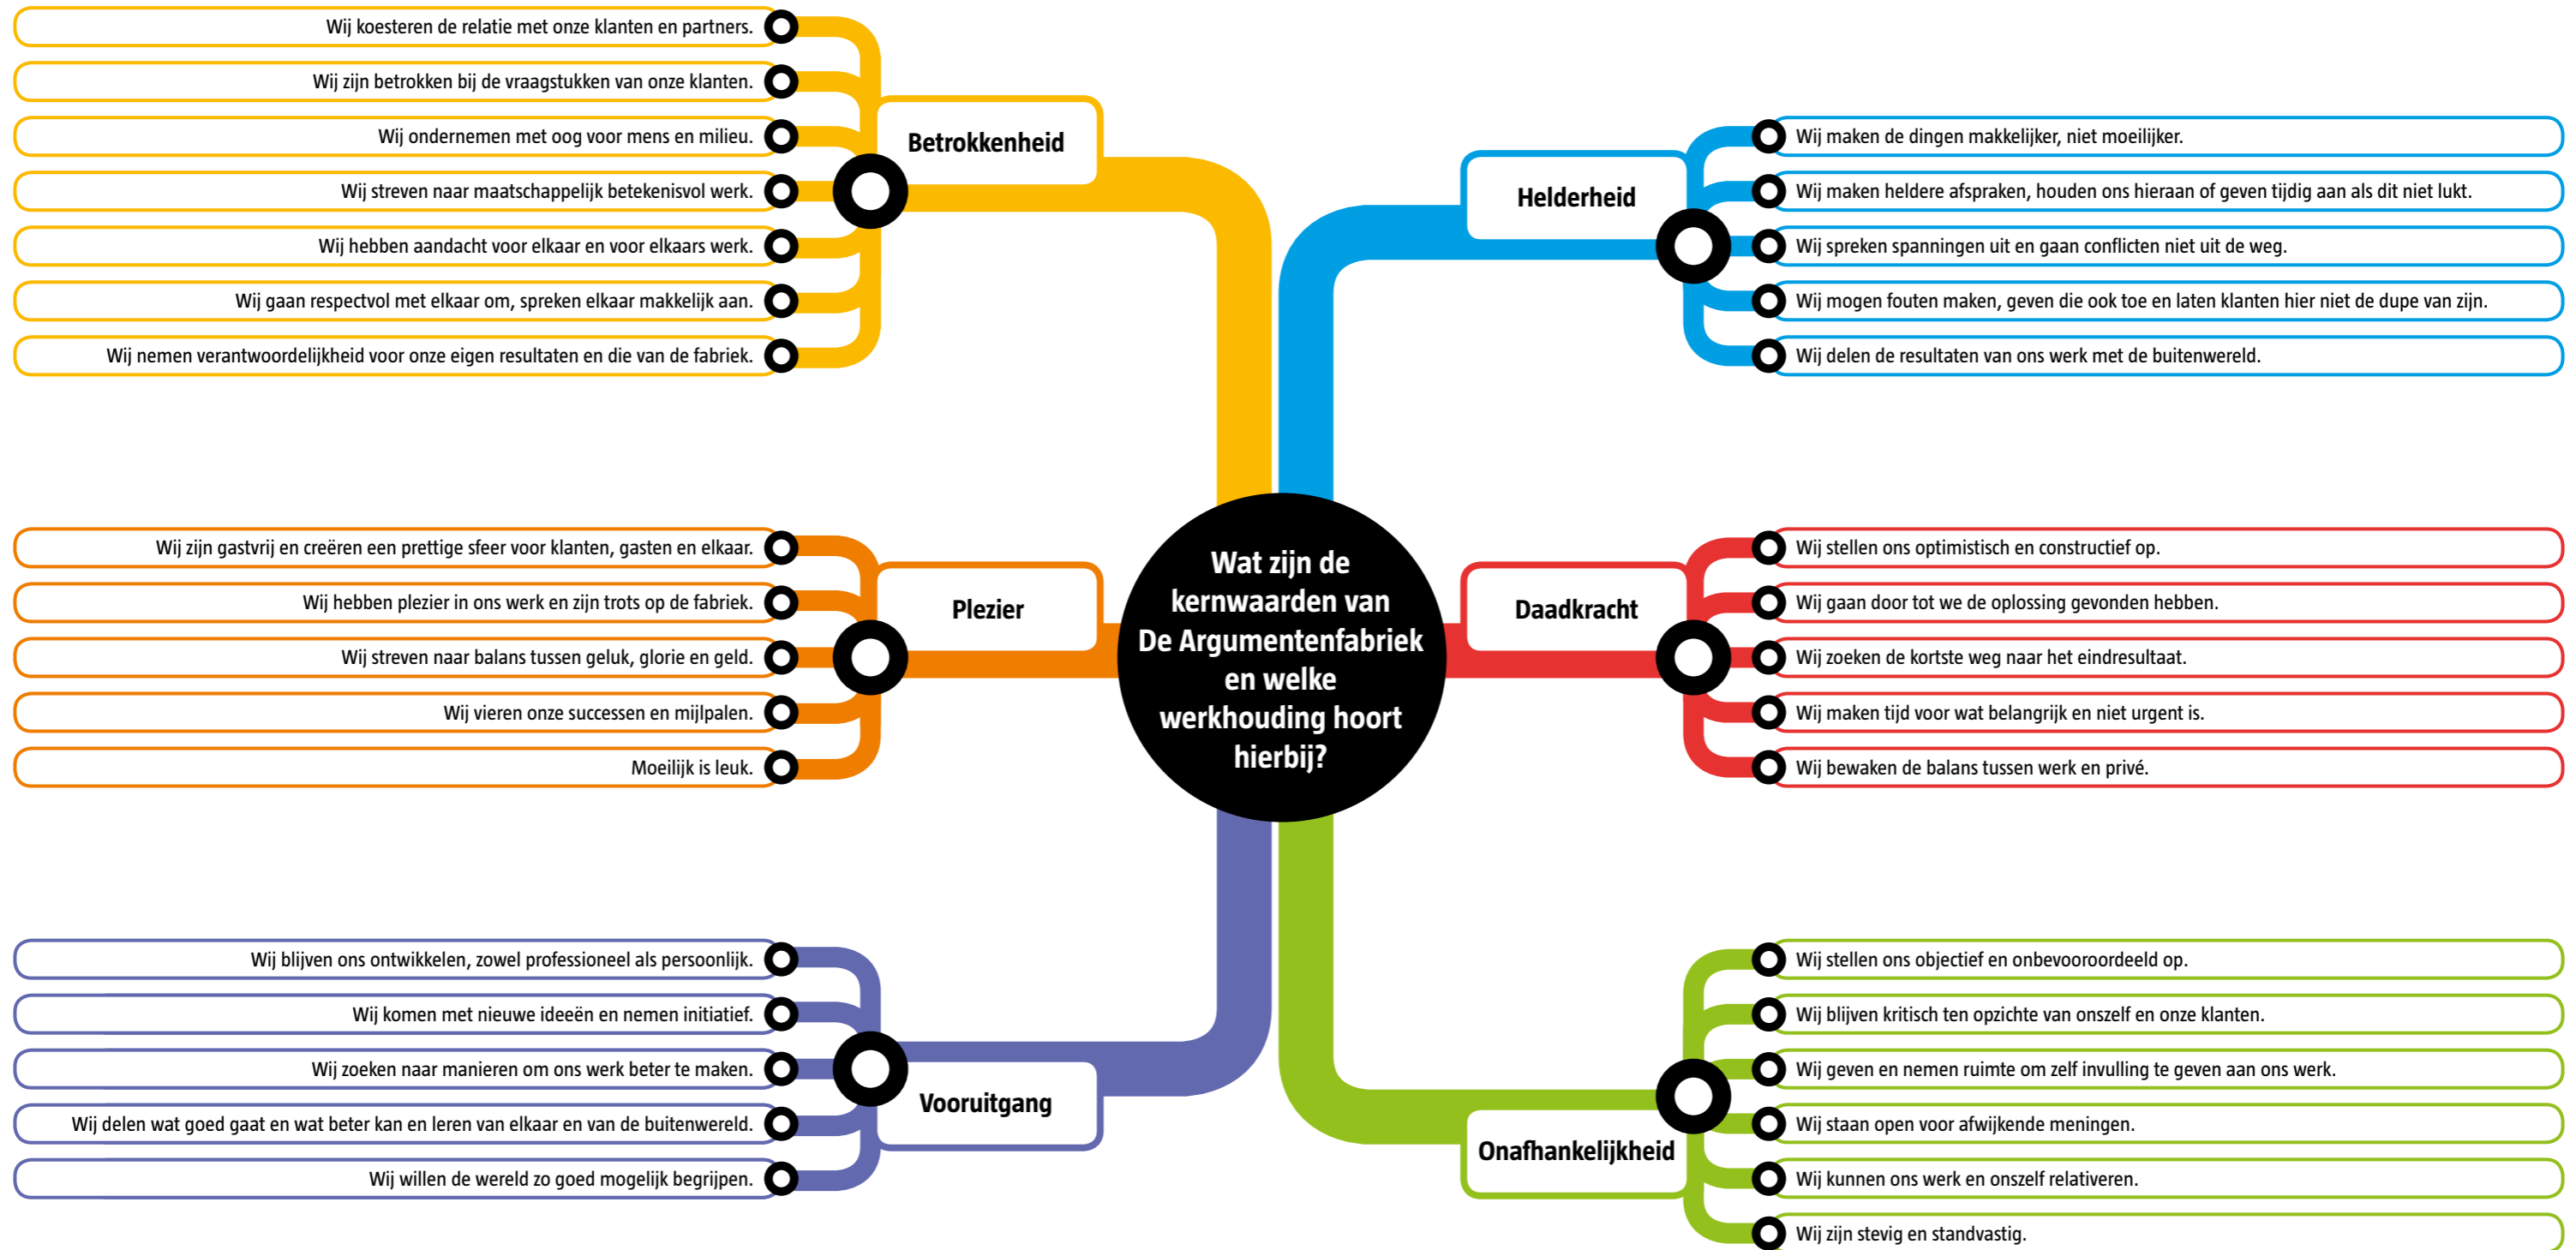 Wat zijn de
kernwaarden van
De Argumentenfabriek
en welke
werkhouding hoort
hierbij?
Betrokkenheid
Wij koesteren de relatie met onze klanten en partners.
Wij zijn betrokken bij de vraagstukken van onze klanten.
Wij ondernemen met oog voor mens en milieu.
Wij streven naar maatschappelijk betekenisvol werk.
Wij hebben aandacht voor elkaar en voor elkaars werk.
Wij gaan respectvol met elkaar om, spreken elkaar makkelijk aan.
Wij nemen verantwoordelijkheid voor onze eigen resultaten en die van de fabriek.
Plezier
Wij zijn gastvrij en creëren een prettige sfeer voor klanten, gasten en elkaar.
Wij hebben plezier in ons werk en zijn trots op de fabriek.
Wij streven naar balans tussen geluk, glorie en geld.
Wij vieren onze successen en mijlpalen.
Moeilijk is leuk.
Vooruitgang
Wij blijven ons ontwikkelen, zowel professioneel als persoonlijk.
Wij komen met nieuwe ideeën en nemen initiatief.
Wij zoeken naar manieren om ons werk beter te maken.
Wij delen wat goed gaat en wat beter kan en leren van elkaar en van de buitenwereld.
Wij willen de wereld zo goed mogelijk begrijpen.
Helderheid
Wij maken de dingen makkelijker, niet moeilijker.
Wij maken heldere afspraken, houden ons hieraan of geven tijdig aan als dit niet lukt.
Wij spreken spanningen uit en gaan conflicten niet uit de weg.
Wij mogen fouten maken, geven die ook toe en laten klanten hier niet de dupe van zijn.
Wij delen de resultaten van ons werk met de buitenwereld.
Daadkracht
Wij stellen ons optimistisch en constructief op.
Wij gaan door tot we de oplossing gevonden hebben.
Wij zoeken de kortste weg naar het eindresultaat.
Wij maken tijd voor wat belangrijk en niet urgent is.
Wij bewaken de balans tussen werk en privé.
Onafhankelijkheid
Wij stellen ons objectief en onbevooroordeeld op.
Wij blijven kritisch ten opzichte van onszelf en onze klanten.
Wij geven en nemen ruimte om zelf invulling te geven aan ons werk.
Wij staan open voor afwijkende meningen.
Wij kunnen ons werk en onszelf relativeren.
Wij zijn stevig en standvastig.